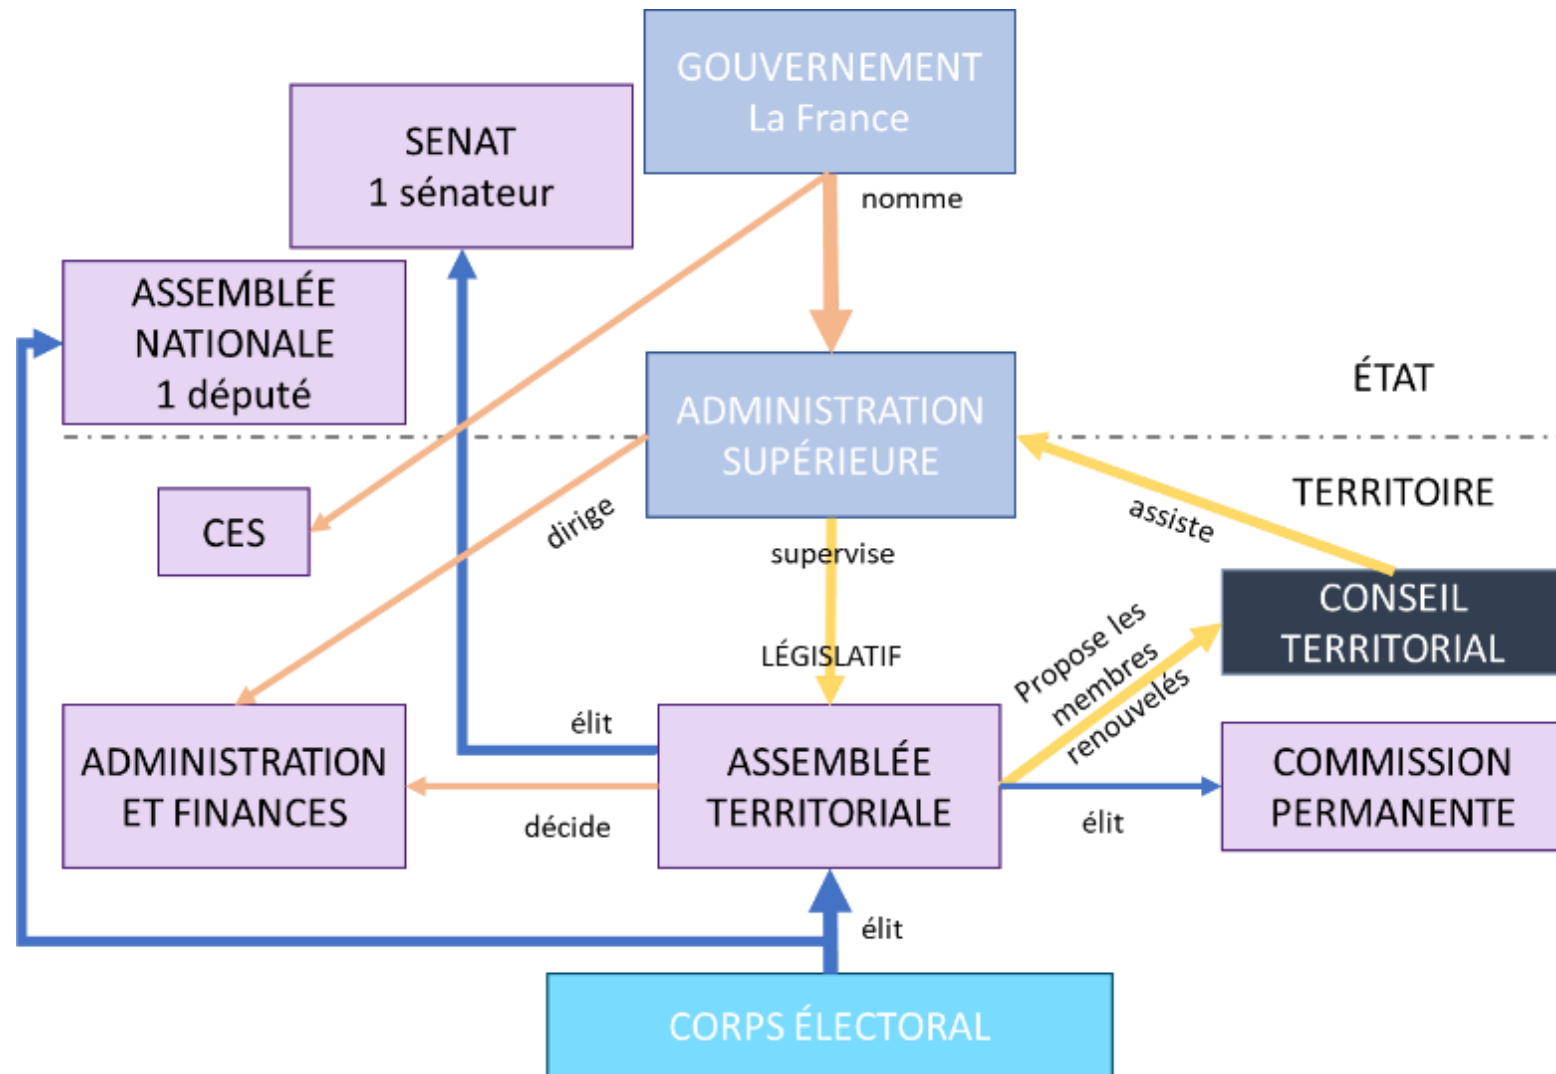 GOUVERNEMENT
La France
SENAT
1 sénateur
nomme
ASSEMBLÉE
NATIONALE
1 député
ADMINISTRATION
SUPÉRIEURE
ÉTAT
TERRITOIRE
CES
dirige
supervise
assiste
CONSEIL
TERRITORIAL
LÉGISLATIF
Propose les
membres
renouvelés
ADMINISTRATION
ET FINANCES
élit
décide
ASSEMBLÉE
TERRITORIALE
élit
COMMISSION
PERMANENTE
élit
CORPS ÉLECTORAL